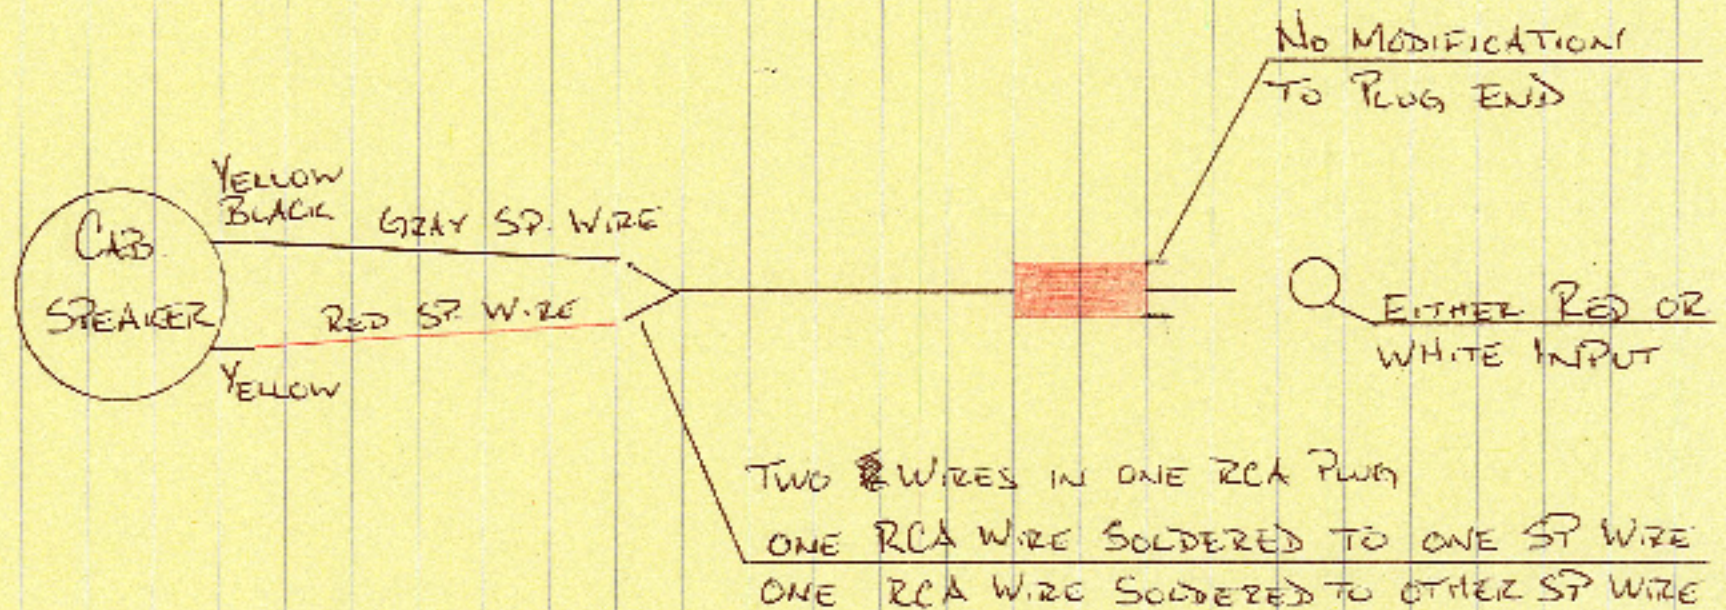 No MODIFICATION
TO PLUG END
YELLOW
BLACK
GRAY SP. WIRE
CAB.
SPEAKER
RED SP. WIRE
YELLOW
EITHER RED OR
WHITE INPUT
TWO WIRES IN ONE RCA PLUG
ONE RCA WIRE SOLDERED TO ONE SP WIRE
ONE RCA WIRE SOLDERED TO OTHER SP WIRE